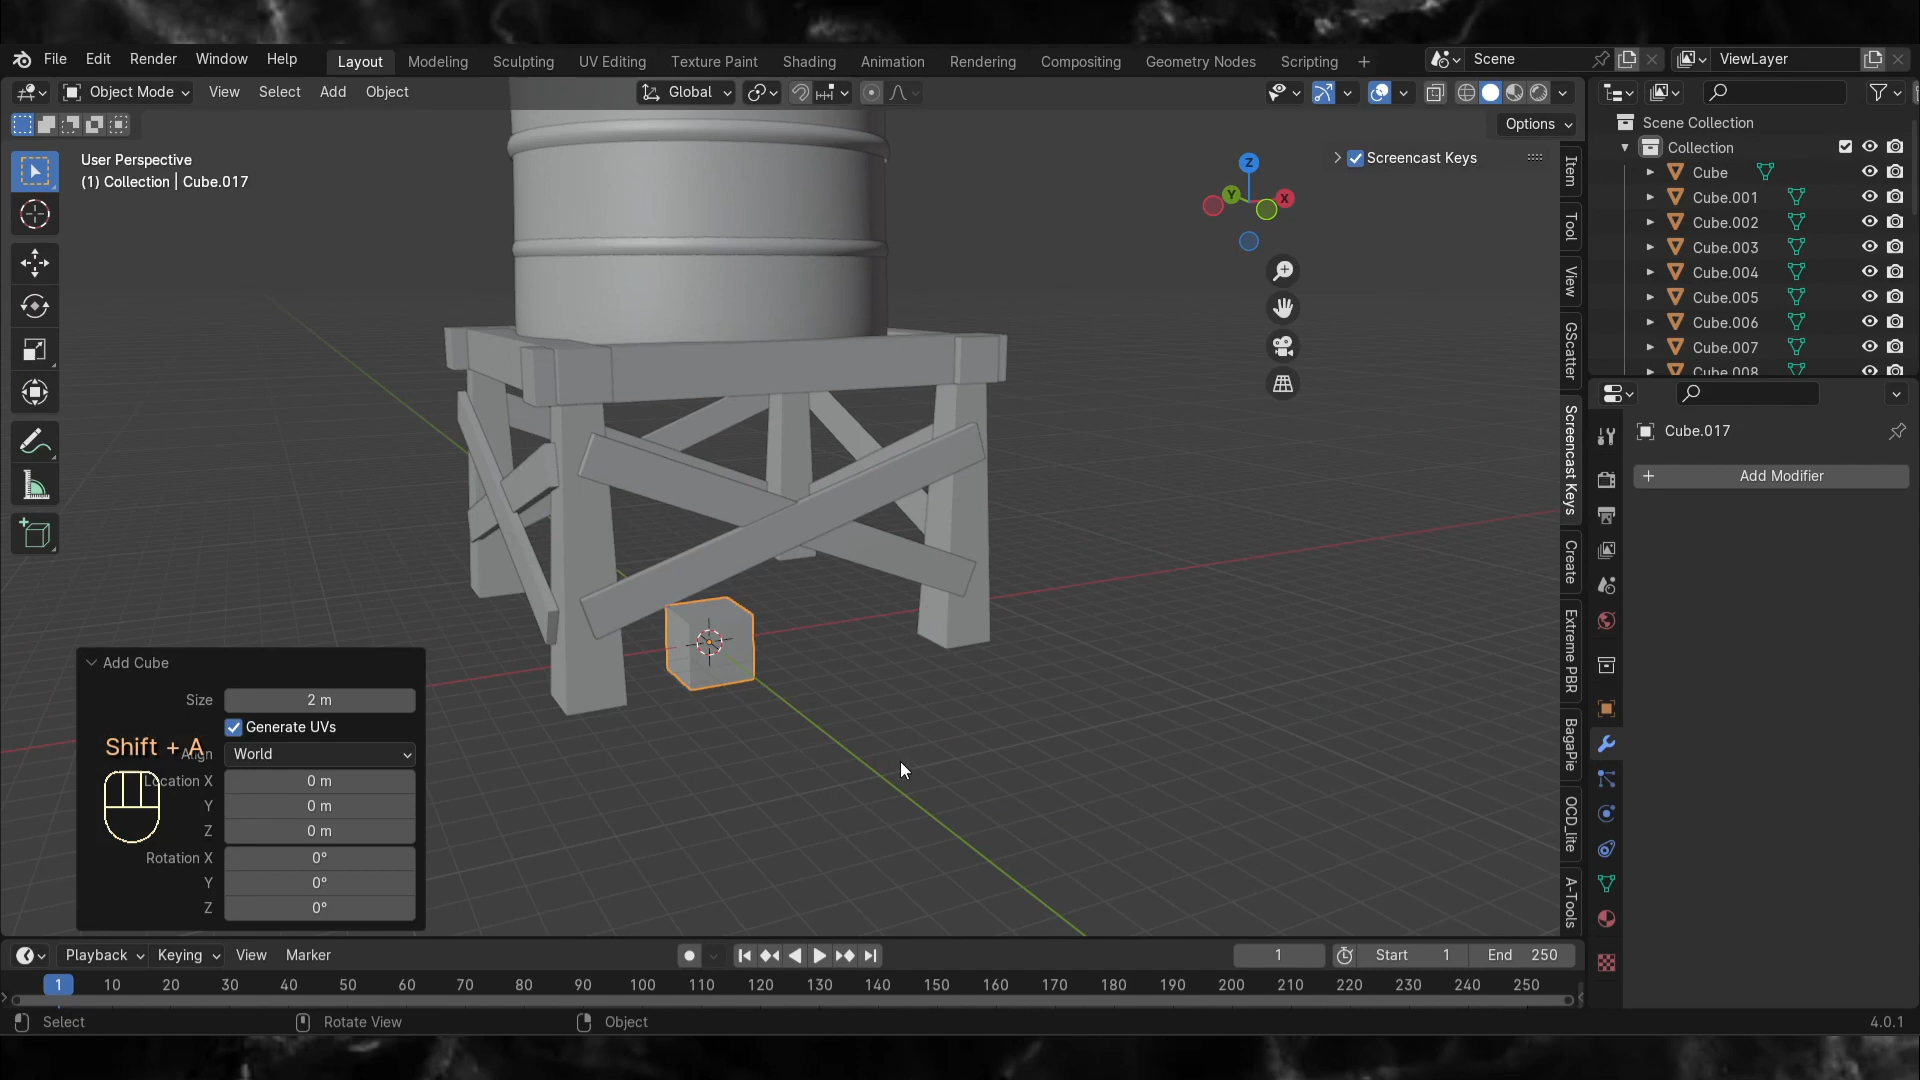 File Edit Render Window Help Layout Modeling Sculpting UV Editing Texture Paint Shading Animation Rendering Compositing Geometry Nodes Scripting + Scene ViewLayer
Object Mode View Select Add Object Global
Options
User Perspective
(1) Collection | Cube.017
Screencast Keys
Z
Y
X
Item
Tool
View
GScatter
Screencast Keys
Create
Extreme PBR
BagaPie
OCD_lite
A-Tools
Scene Collection
Collection
Cube
Cube.001
Cube.002
Cube.003
Cube.004
Cube.005
Cube.006
Cube.007
Cube.008
Cube.017
+ Add Modifier
Add Cube
Size 2 m
Generate UVs
Shift + A
Align World
Location X 0 m
Y 0 m
Z 0 m
Rotation X 0°
Y 0°
Z 0°
Playback Keying View Marker 1 Start 1 End 250
1 10 20 30 40 50 60 70 80 90 100 110 120 130 140 150 160 170 180 190 200 210 220 230 240 250
Select Rotate View Object 4.0.1